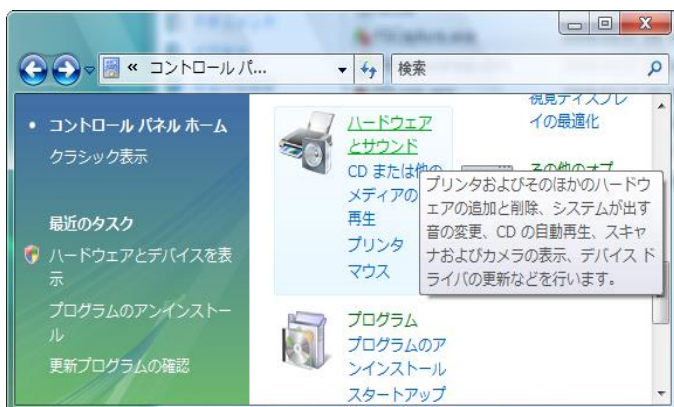 « コントロール パ...
検索
• コントロール パネル ホーム
クラシック表示
最近のタスク
ハードウェアとデバイスを表
示
プログラムのアンインストー
ル
更新プログラムの確認
ハードウェア
とサウンド
CD または他の
メディアの
再生
プリンタ
マウス
プログラム
プログラムのア
ンインストール
スタートアップ
視覚ディスプレ
イの最適化
その他のオプ
プリンタおよびそのほかのハードウ
ェアの追加と削除、システムが出す
音の変更、CD の自動再生、スキャ
ナおよびカメラの表示、デバイス ド
ライバの更新などを行います。